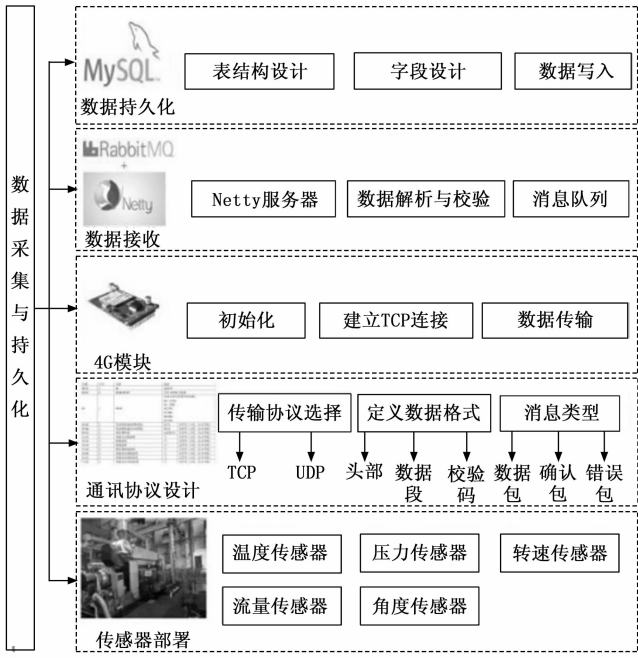 数据采集与持久化
MySQL
数据持久化
表结构设计
字段设计
数据写入
RabbitMQ
+
Netty
数据接收
Netty服务器
数据解析与校验
消息队列
4G模块
初始化
建立TCP连接
数据传输
通讯协议设计
传输协议选择
TCP
UDP
定义数据格式
头部
数据
段
校验
码
消息类型
数据
包
确认
包
错误
包
传感器部署
温度传感器
压力传感器
转速传感器
流量传感器
角度传感器